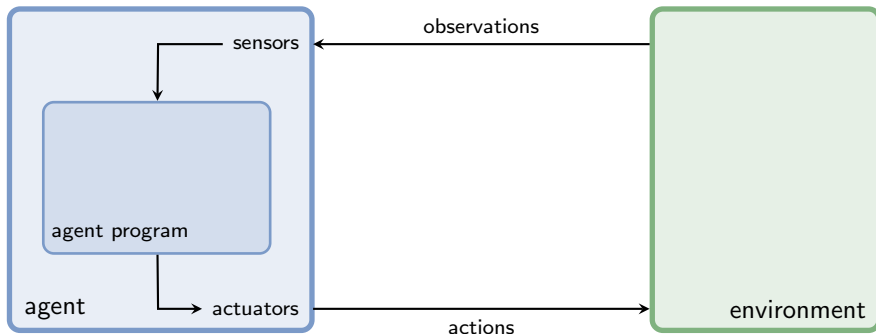 observations
sensors
agent program
agent
actuators
environment
actions